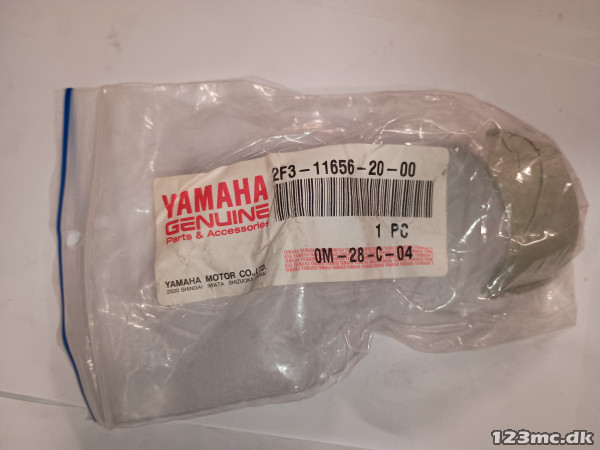 YAMAHA
GENUINE
Parts & Accessories
2F3-11656-20-00
1 PC
0M-28-C-04
YAMAHA MOTOR CO., LTD.
2500 SHINGAI IWATA SHIZUOKA JAPAN
123mc.dk